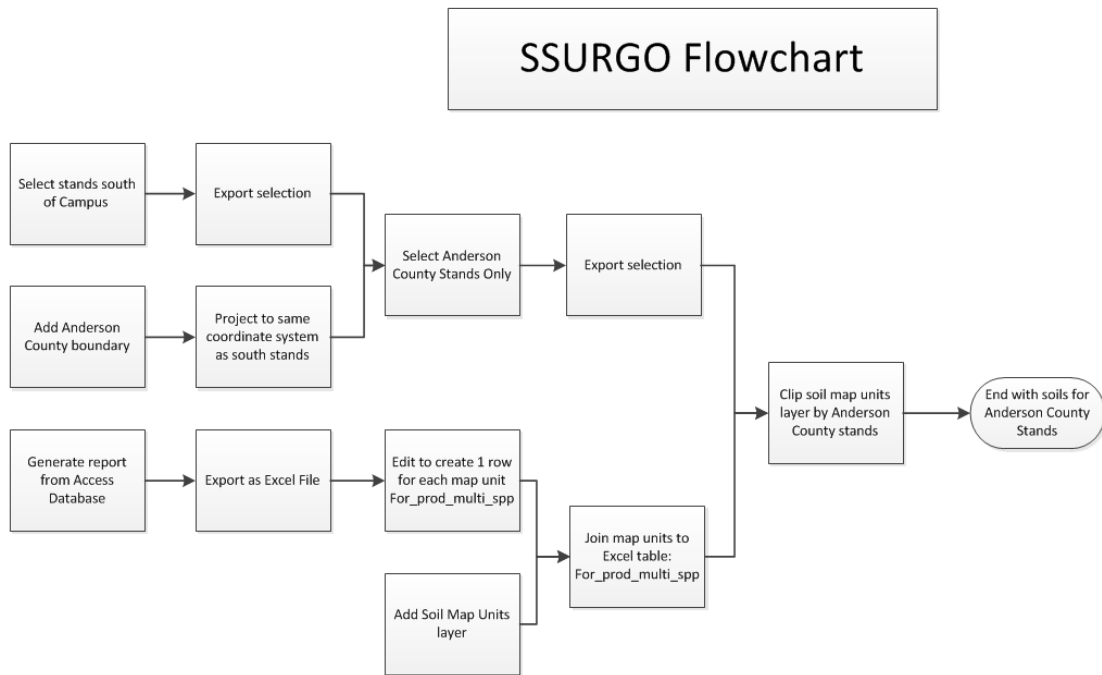 SSURGO Flowchart
Select stands south
of Campus
Export selection
Select Anderson
County Stands Only
Export selection
Add Anderson
County boundary
Project to same
coordinate system
as south stands
Clip soil map units
layer by Anderson
County stands
End with soils for
Anderson County
Stands
Generate report
from Access
Database
Export as Excel File
Edit to create 1 row
for each map unit
For_prod_multi_spp
Join map units to
Excel table:
For_prod_multi_spp
Add Soil Map Units
layer